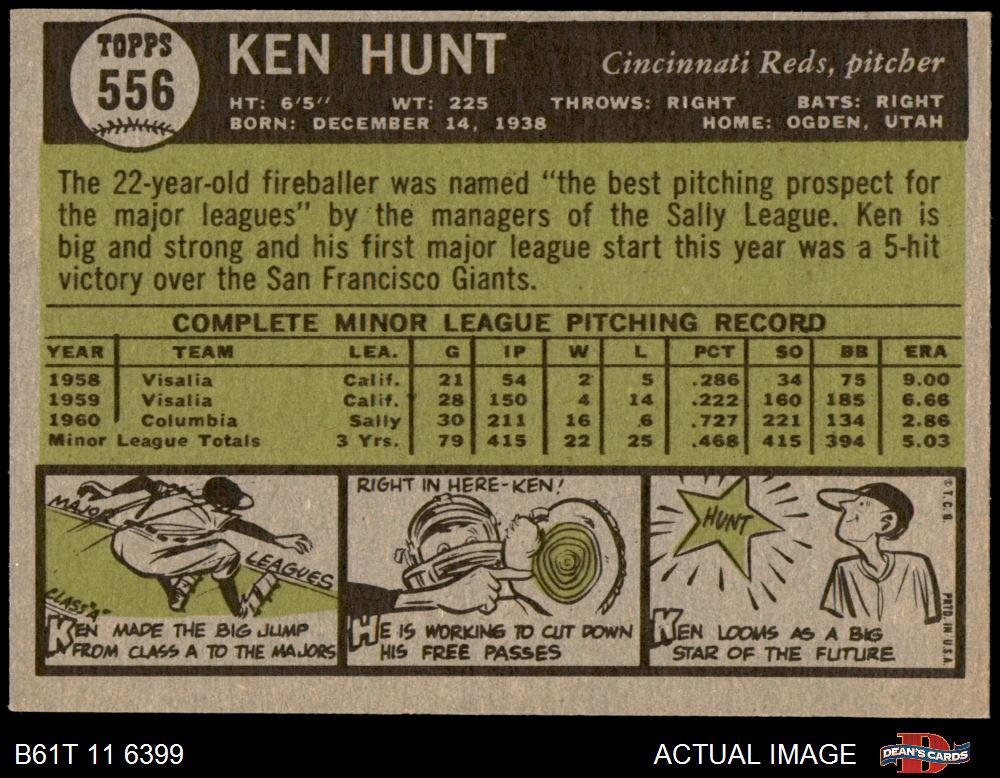 TOPPS
556
KEN HUNT
Cincinnati Reds, pitcher
HT: 6'5'' WT: 225 THROWS: RIGHT BATS: RIGHT
BORN: DECEMBER 14, 1938 HOME: OGDEN, UTAH
The 22-year-old fireballer was named "the best pitching prospect for
the major leagues" by the managers of the Sally League. Ken is
big and strong and his first major league start this year was a 5-hit
victory over the San Francisco Giants.
COMPLETE MINOR LEAGUE PITCHING RECORD
YEAR TEAM LEA. G IP W L PCT SO BB ERA
1958 Visalia Calif. 21 54 2 5 .286 34 75 9.00
1959 Visalia Calif. 28 150 4 14 .222 160 185 6.66
1960 Columbia Sally 30 211 16 6 .727 221 134 2.86
Minor League Totals 3 Yrs. 79 415 22 25 .468 415 394 5.03
MAJOR
LEAGUES
CLASS "A"
KEN MADE THE BIG JUMP
FROM CLASS A TO THE MAJORS
RIGHT IN HERE-KEN!
HE IS WORKING TO CUT DOWN
HIS FREE PASSES
HUNT
KEN LOOMS AS A BIG
STAR OF THE FUTURE
© T. C. G.
PRTD. IN U.S.A.
B61T 11 6399
ACTUAL IMAGE
DEAN'S CARDS